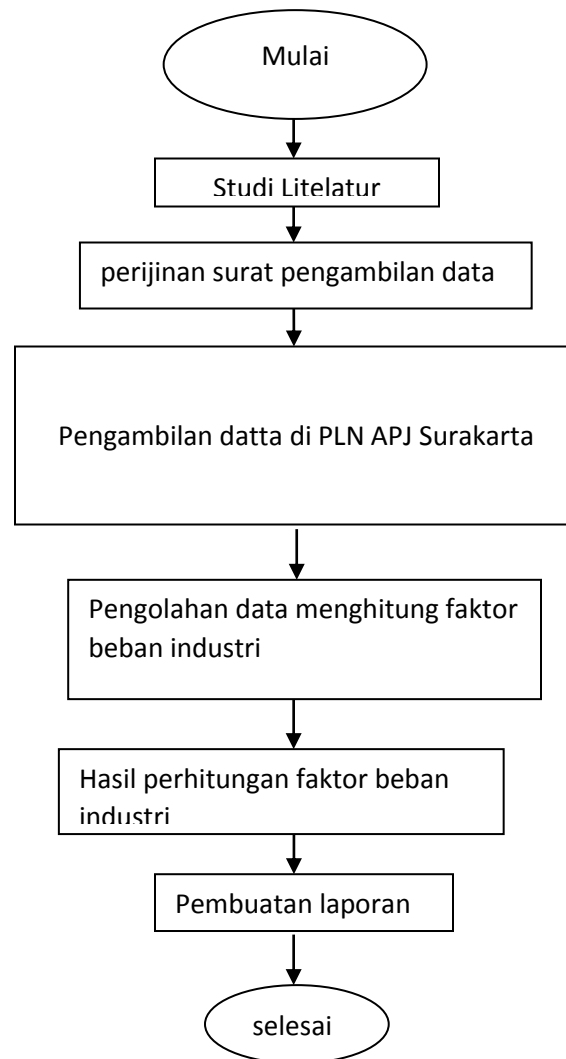 Mulai
Studi Litelatur
perijinan surat pengambilan data
Pengambilan datta di PLN APJ Surakarta
Pengolahan data menghitung faktor
beban industri
Hasil perhitungan faktor beban
industri
Pembuatan laporan
selesai